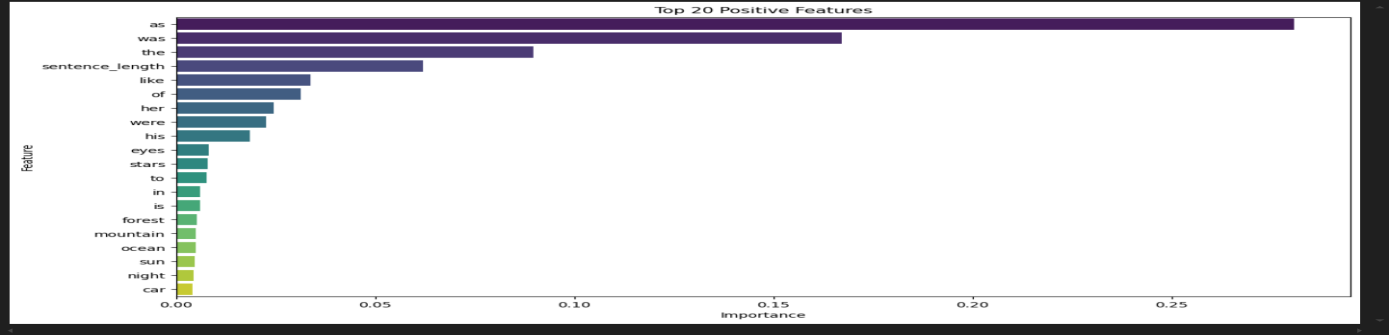 Top 20 Positive Features
as
was
the
sentence_length
like
of
her
were
his
eyes
stars
to
in
is
forest
mountain
ocean
sun
night
car
Feature
0.00 0.05 0.10 0.15 0.20 0.25
Importance